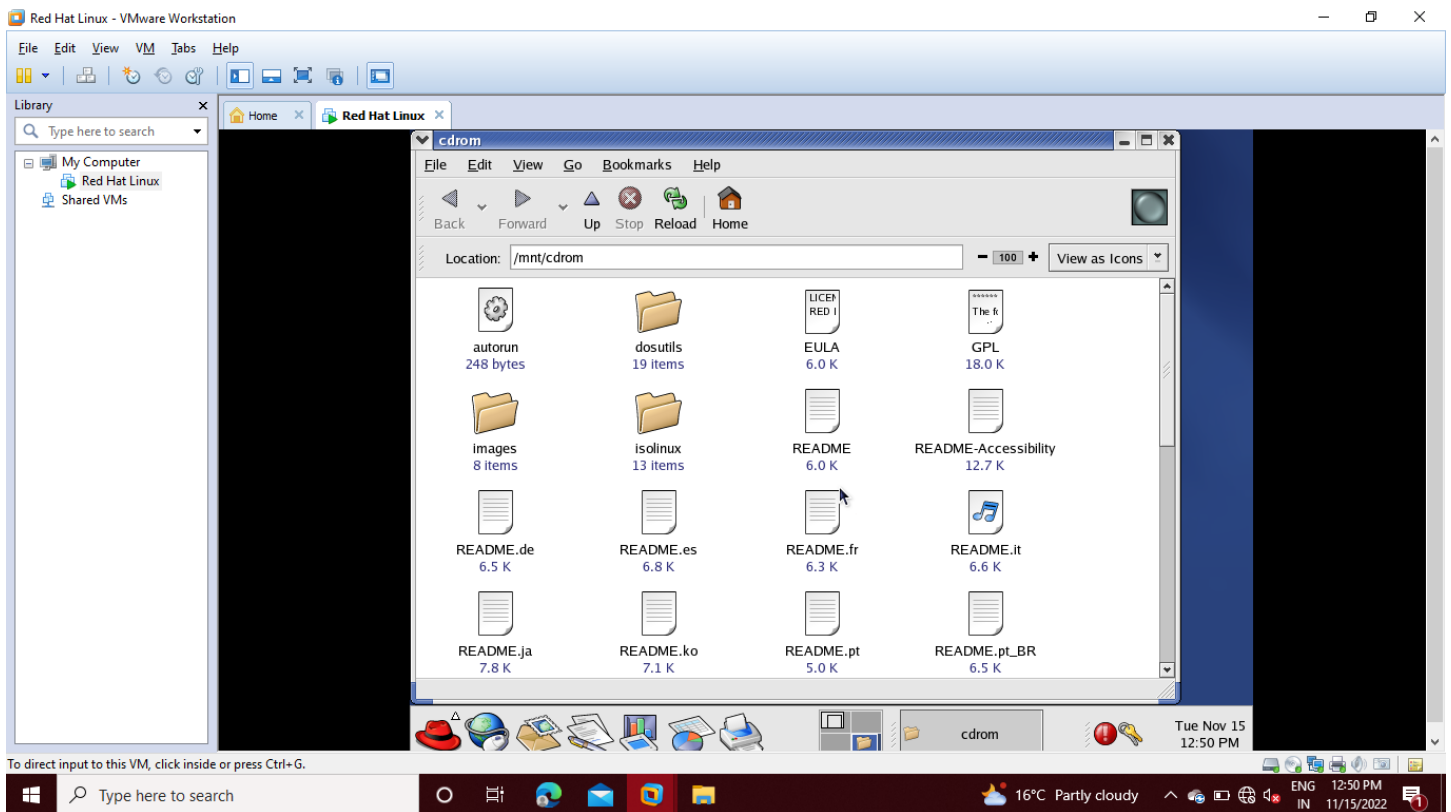 Red Hat Linux - VMware Workstation
File Edit View VM Tabs Help
Library
Type here to search
My Computer
Red Hat Linux
Shared VMs
Home
Red Hat Linux
cdrom
File Edit View Go Bookmarks Help
Back Forward Up Stop Reload Home
Location: /mnt/cdrom 100 View as Icons
LICEN
RED I
******
The fo
autorun dosutils EULA GPL
248 bytes 19 items 6.0 K 18.0 K
images isolinux README README-Accessibility
8 items 13 items 6.0 K 12.7 K
README.de README.es README.fr README.it
6.5 K 6.8 K 6.3 K 6.6 K
README.ja README.ko README.pt README.pt_BR
7.8 K 7.1 K 5.0 K 6.5 K
cdrom
Tue Nov 15
12:50 PM
To direct input to this VM, click inside or press Ctrl+G.
Type here to search
16°C Partly cloudy
ENG
IN
12:50 PM
11/15/2022
1